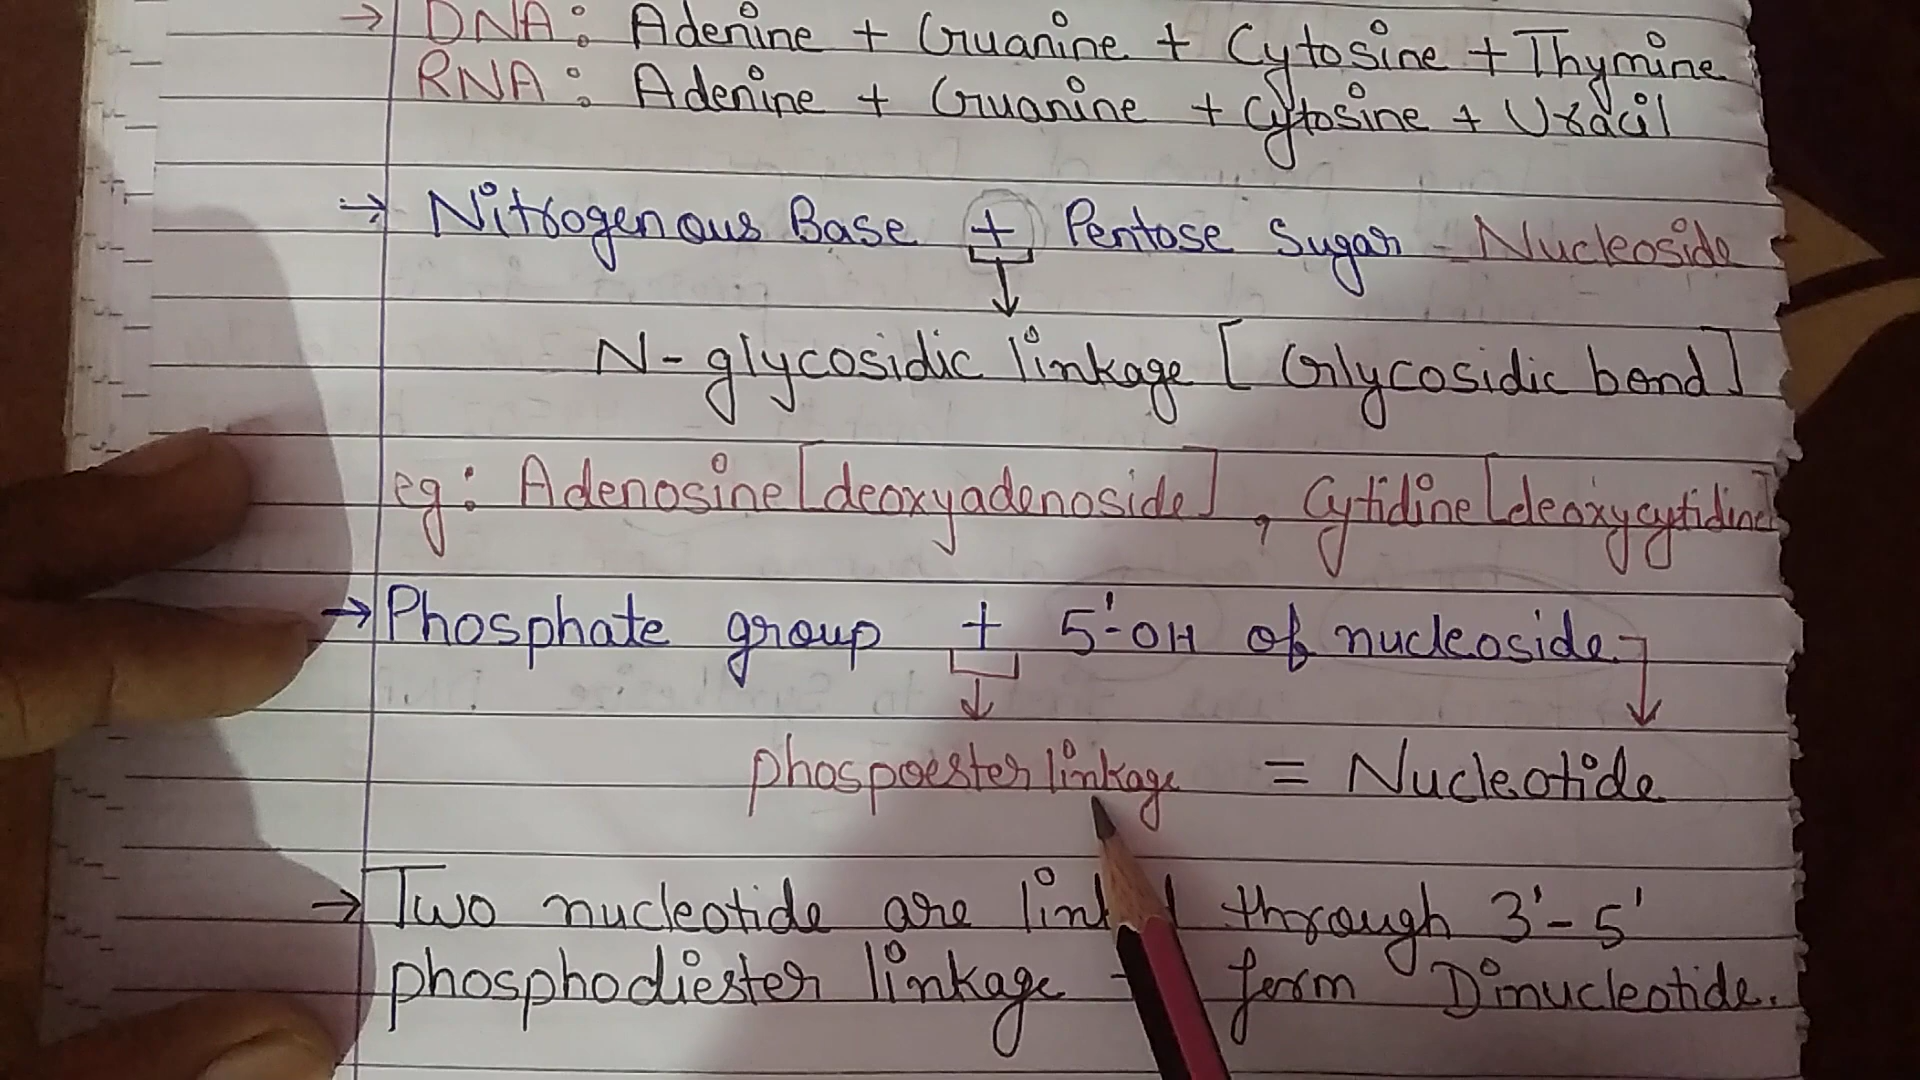 → DNA: Adenine + Guanine + Cytosine + Thymine
RNA: Adenine + Guanine + Cytosine + Uracil
→ Nitrogenous Base + Pentose Sugar - Nucleoside
↓
N-glycosidic linkage [Glycosidic bond]
eg: Adenosine [deoxyadenoside], Cytidine [deoxycytidine]
→ Phosphate group + 5'-OH of nucleoside
↓ ↓
phospoester linkage = Nucleotide
→ Two nucleotide are through 3'-5'
phosphodiester linkage form Dinucleotide.